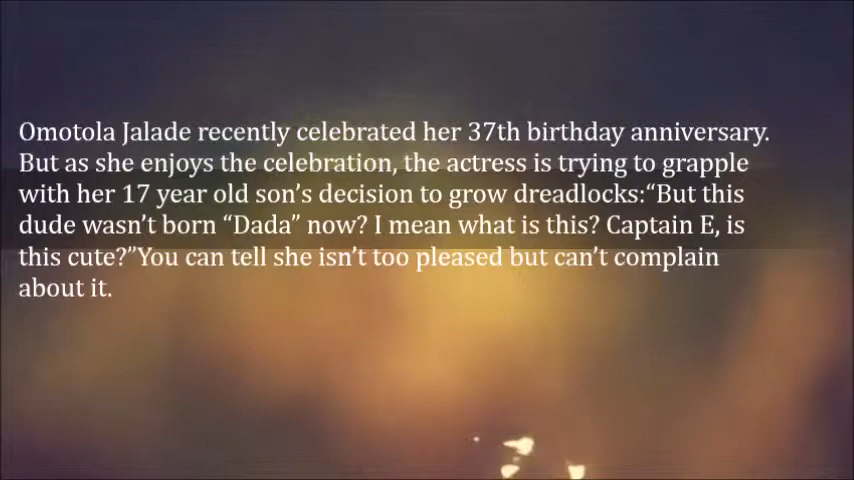 Omotola Jalade recently celebrated her 37th birthday anniversary.
But as she enjoys the celebration, the actress is trying to grapple
with her 17 year old son’s decision to grow dreadlocks:“But this
dude wasn’t born “Dada” now? I mean what is this? Captain E, is
this cute?”You can tell she isn’t too pleased but can’t complain
about it.